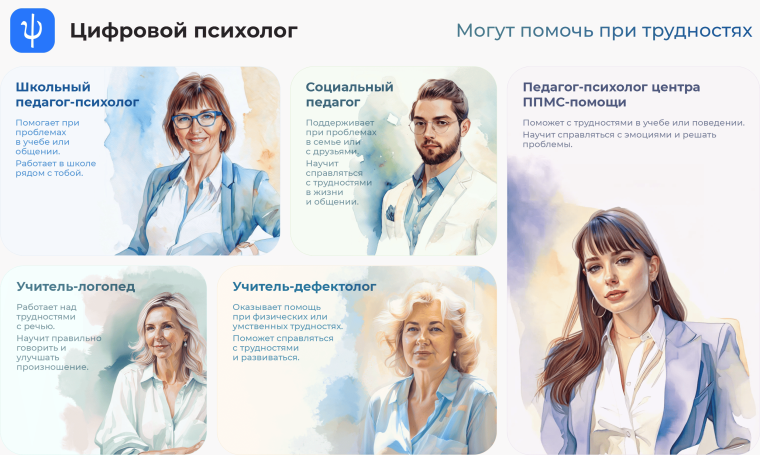 Цифровой психолог
Могут помочь при трудностях
Школьный
педагог-психолог
Помогает при
проблемах
в учебе или
общении.
Работает в школе
рядом с тобой.
Социальный
педагог
Поддерживает
при проблемах
в семье или
с друзьями.
Научит
справляться
с трудностями
в жизни
и общении.
Педагог-психолог центра
ППМС-помощи
Поможет с трудностями в учебе или поведении.
Научит справляться с эмоциями и решать
проблемы.
Учитель-логопед
Работает над
трудностями
с речью.
Научит правильно
говорить и
улучшать
произношение.
Учитель-дефектолог
Оказывает помощь
при физических или
умственных трудностях.
Поможет справляться
с трудностями
и развиваться.